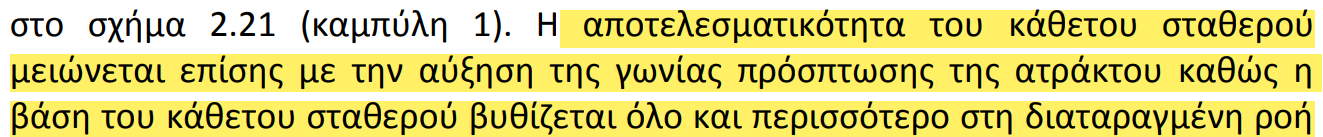 στο σχήμα 2.21 (καμπύλη 1). Η αποτελεσματικότητα του κάθετου σταθερού
μειώνεται επίσης με την αύξηση της γωνίας πρόσπτωσης της ατράκτου καθώς η
βάση του κάθετου σταθερού βυθίζεται όλο και περισσότερο στη διαταραγμένη ροή